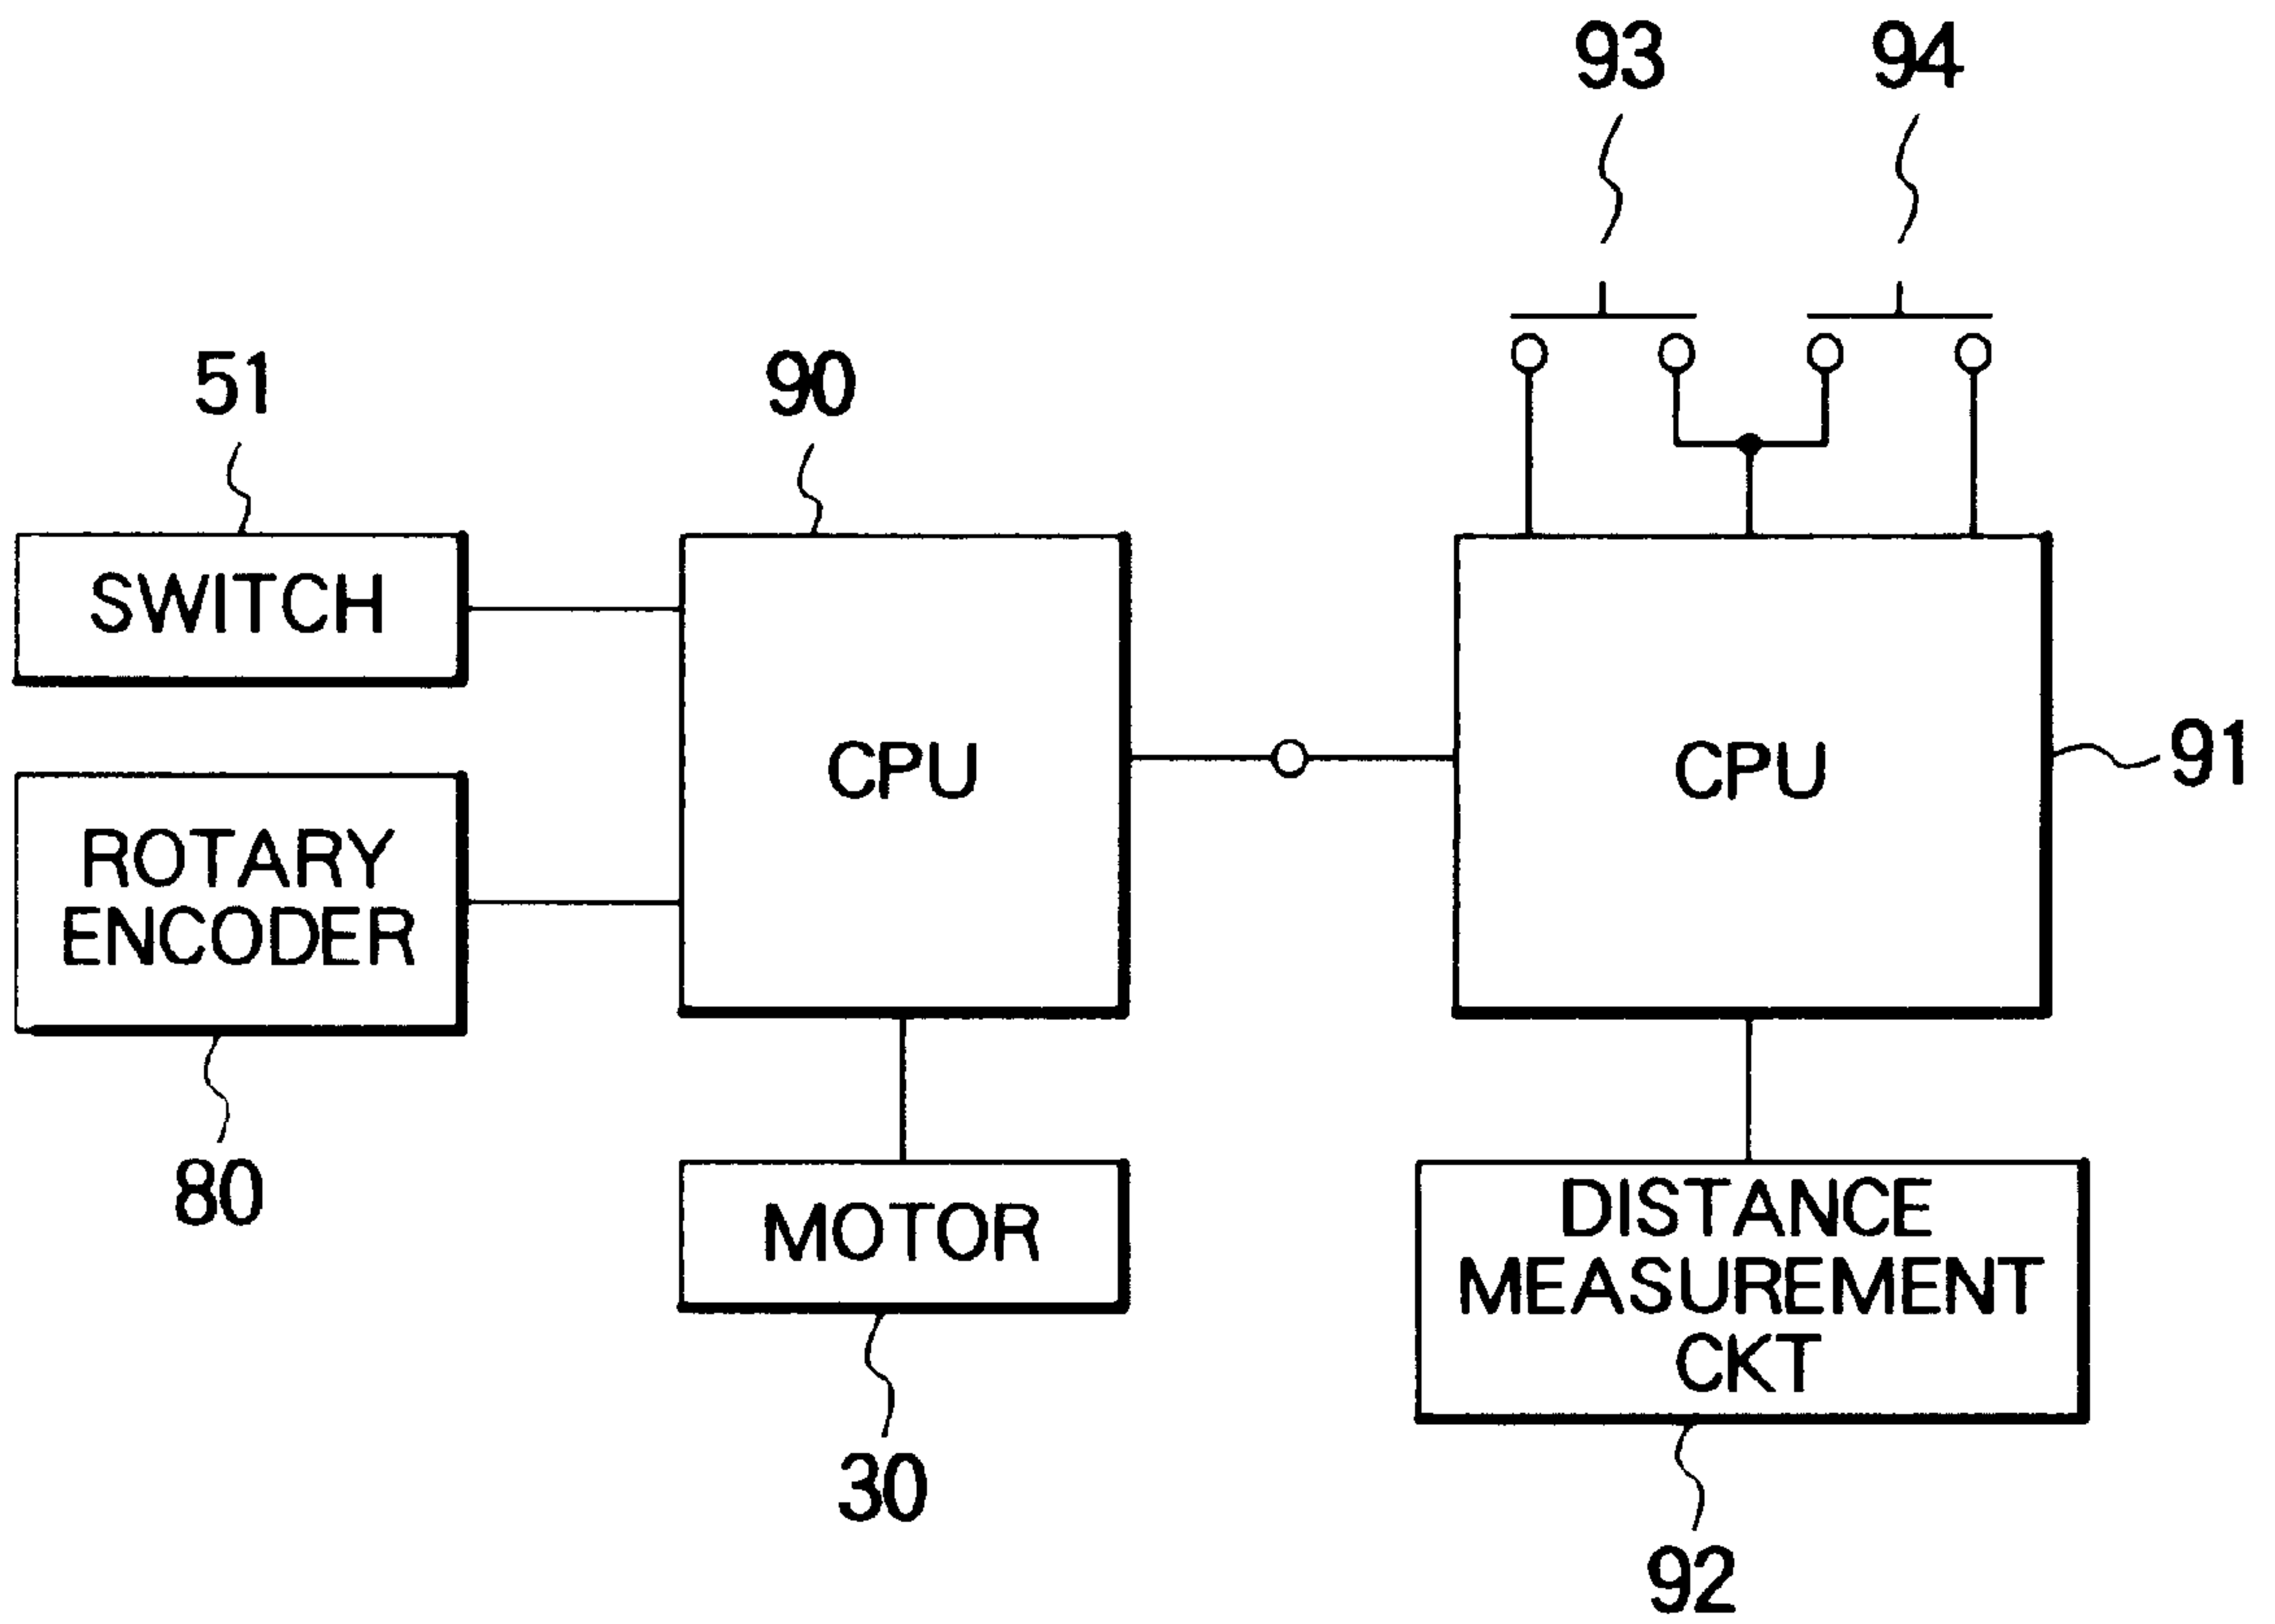 93
94
51
90
SWITCH
CPU
CPU
91
ROTARY
ENCODER
80
MOTOR
DISTANCE
MEASUREMENT
CKT
30
92